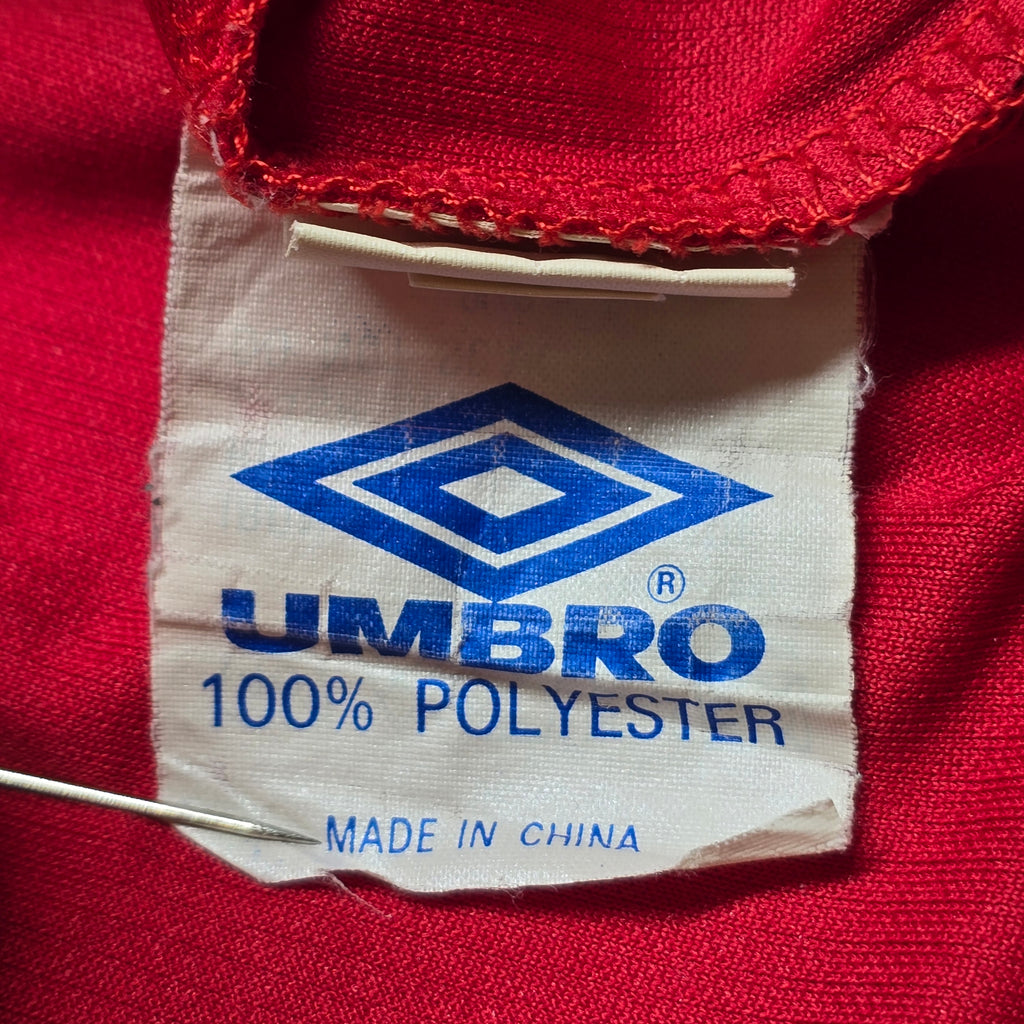 ®
UMBRO
100% POLYESTER
MADE IN CHINA